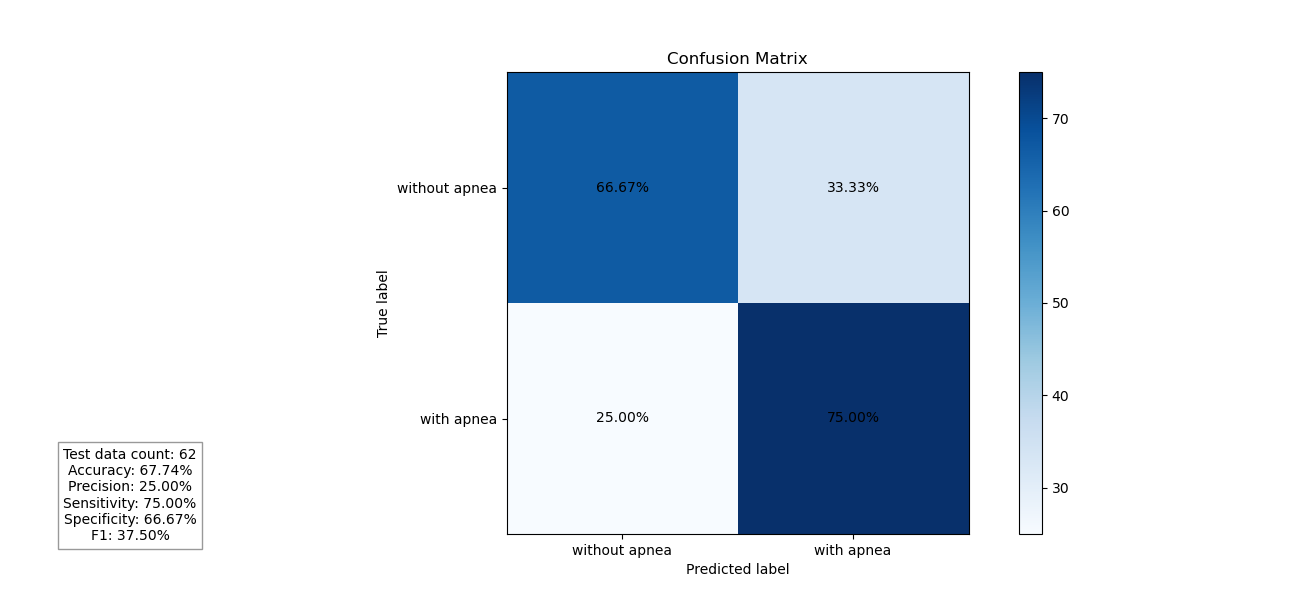 Confusion Matrix
without apnea
66.67%
33.33%
with apnea
25.00%
75.00%
True label
without apnea
with apnea
Predicted label
70
60
50
40
30
Test data count: 62
Accuracy: 67.74%
Precision: 25.00%
Sensitivity: 75.00%
Specificity: 66.67%
F1: 37.50%